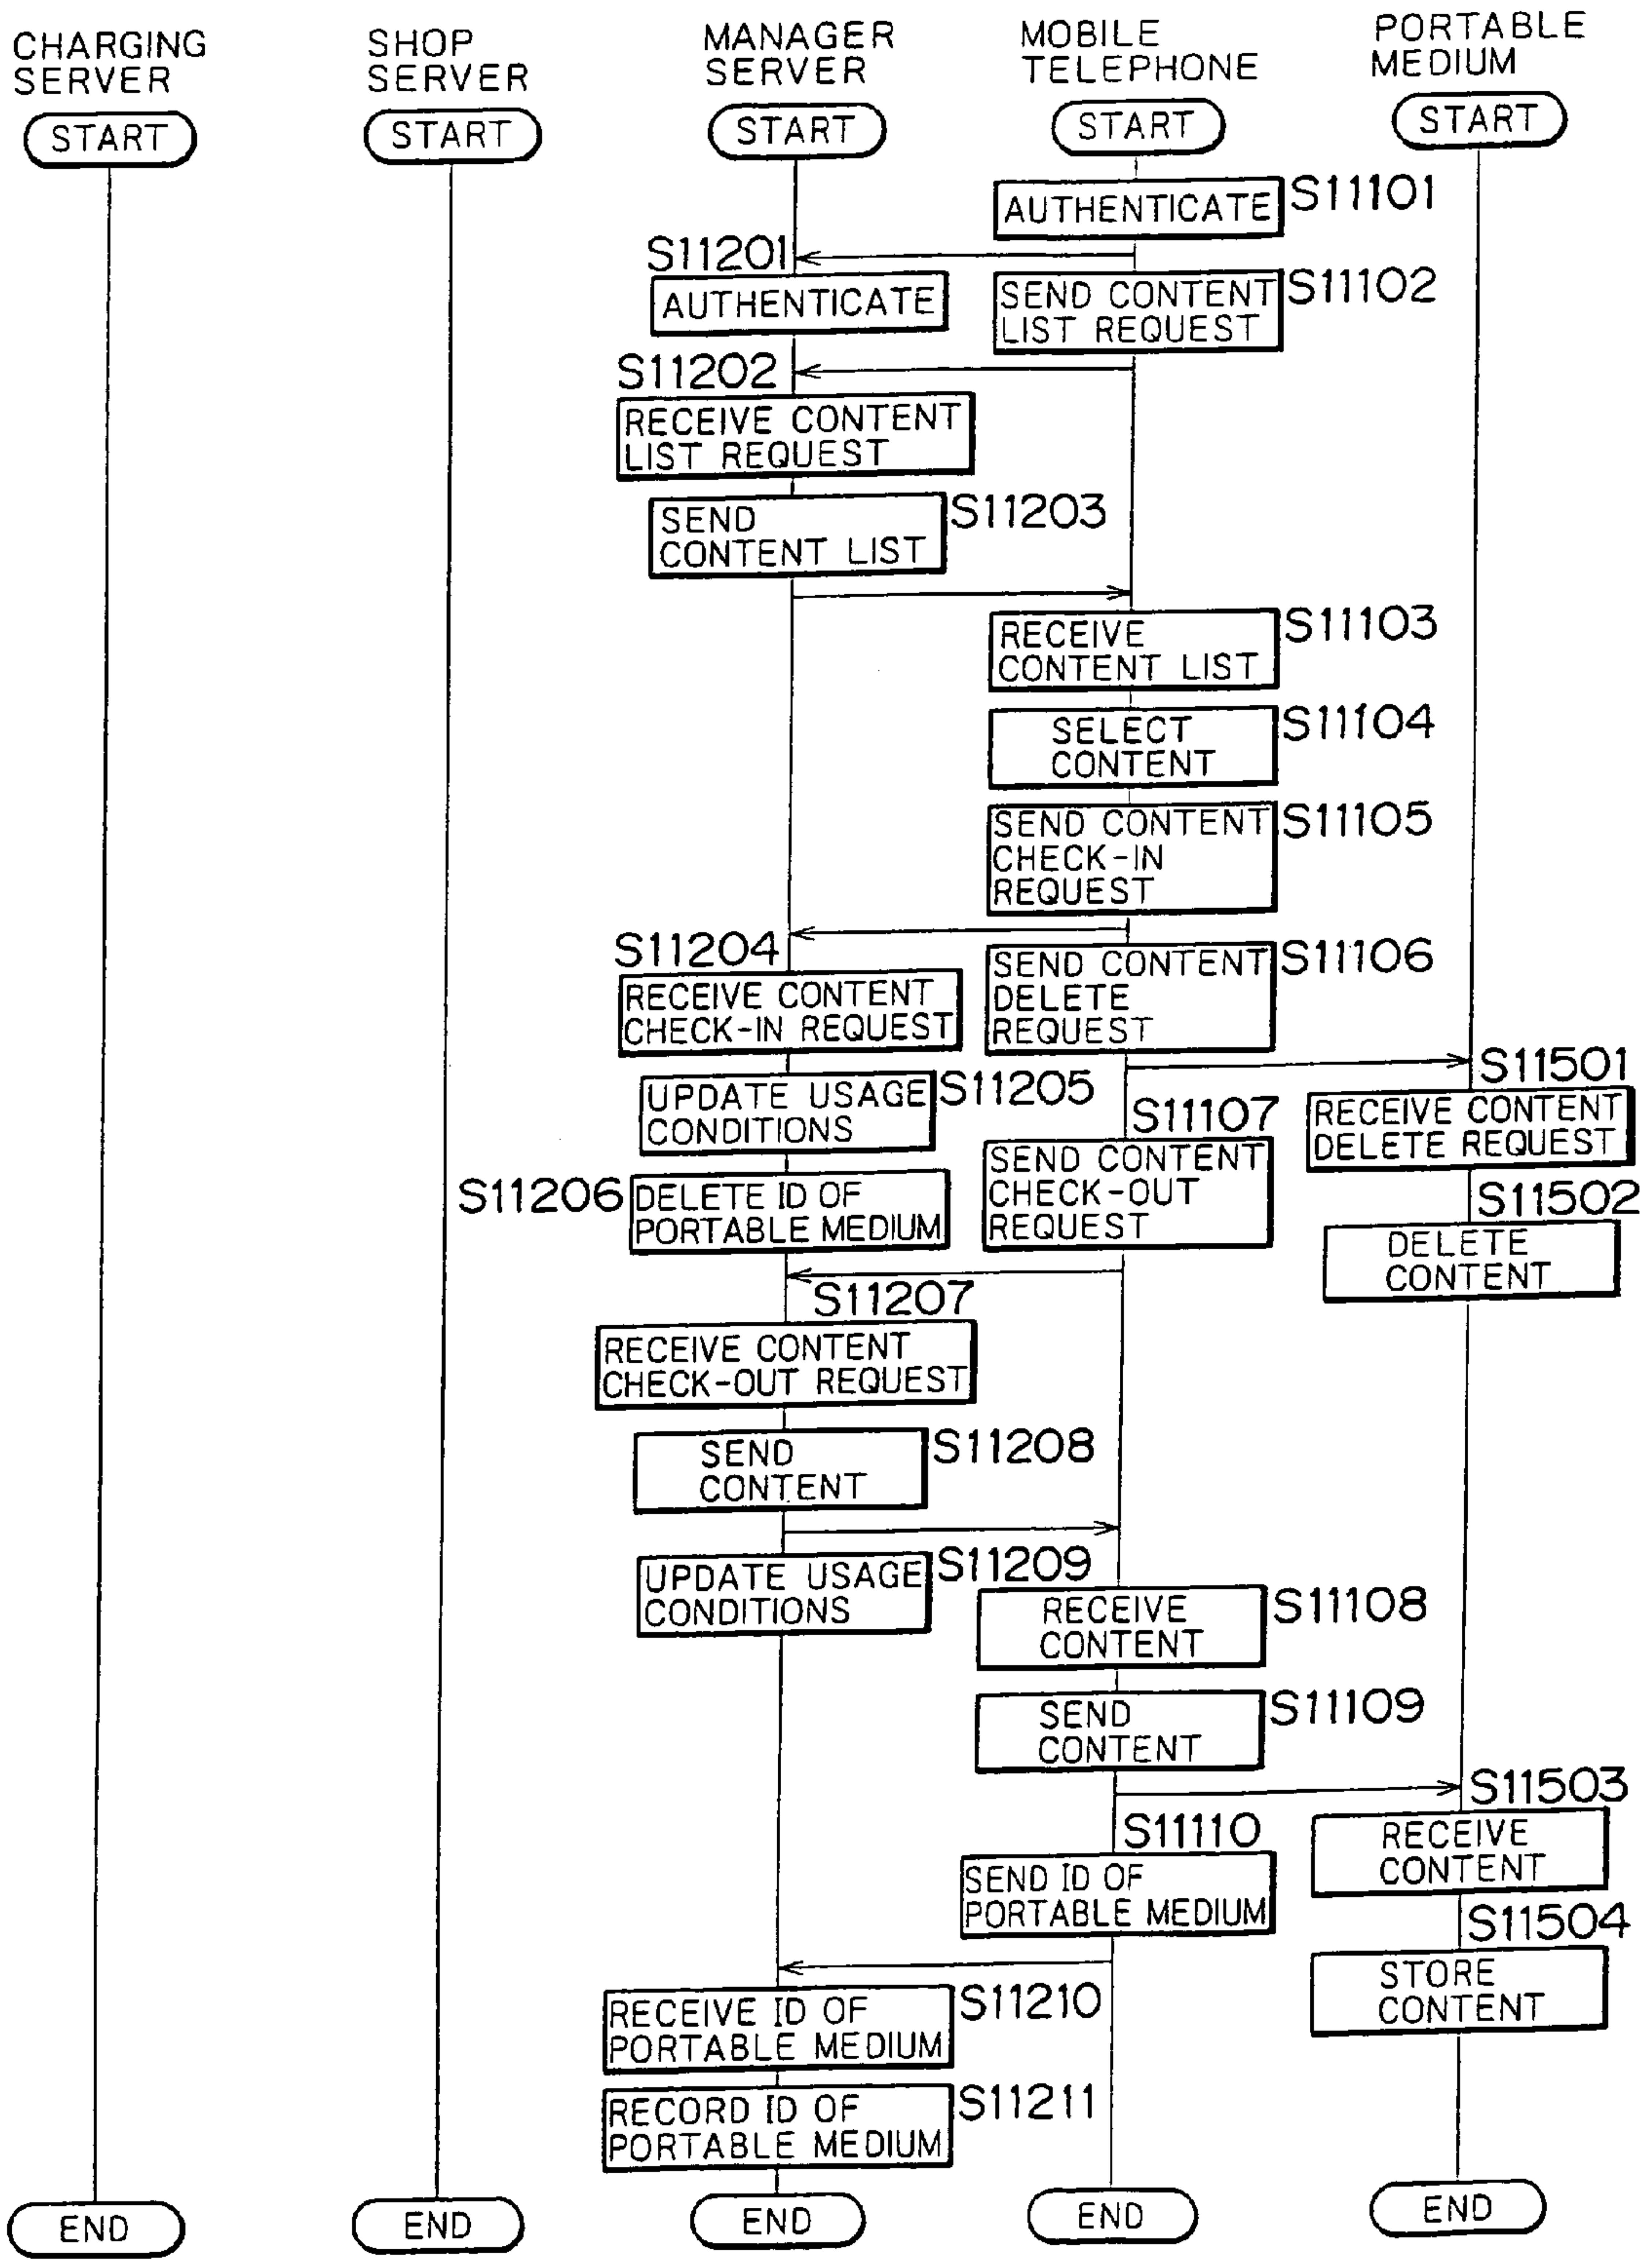 CHARGING
SERVER
SHOP
SERVER
MANAGER
SERVER
MOBILE
TELEPHONE
PORTABLE
MEDIUM
START
START
START
START
START
AUTHENTICATE
S11101
S11201
AUTHENTICATE
SEND CONTENT
LIST REQUEST
S11102
S11202
RECEIVE CONTENT
LIST REQUEST
SEND
CONTENT LIST
S11203
RECEIVE
CONTENT LIST
S11103
SELECT
CONTENT
S11104
SEND CONTENT
CHECK-IN
REQUEST
S11105
S11204
RECEIVE CONTENT
CHECK-IN REQUEST
SEND CONTENT
DELETE
REQUEST
S11106
S11501
RECEIVE CONTENT
DELETE REQUEST
UPDATE USAGE
CONDITIONS
S11205
S11107
SEND CONTENT
CHECK-OUT
REQUEST
S11206
DELETE ID OF
PORTABLE MEDIUM
S11502
DELETE
CONTENT
S11207
RECEIVE CONTENT
CHECK-OUT REQUEST
SEND
CONTENT
S11208
UPDATE USAGE
CONDITIONS
S11209
RECEIVE
CONTENT
S11108
SEND
CONTENT
S11109
S11503
RECEIVE
CONTENT
S11110
SEND ID OF
PORTABLE MEDIUM
S11504
STORE
CONTENT
RECEIVE ID OF
PORTABLE MEDIUM
S11210
RECORD ID OF
PORTABLE MEDIUM
S11211
END
END
END
END
END